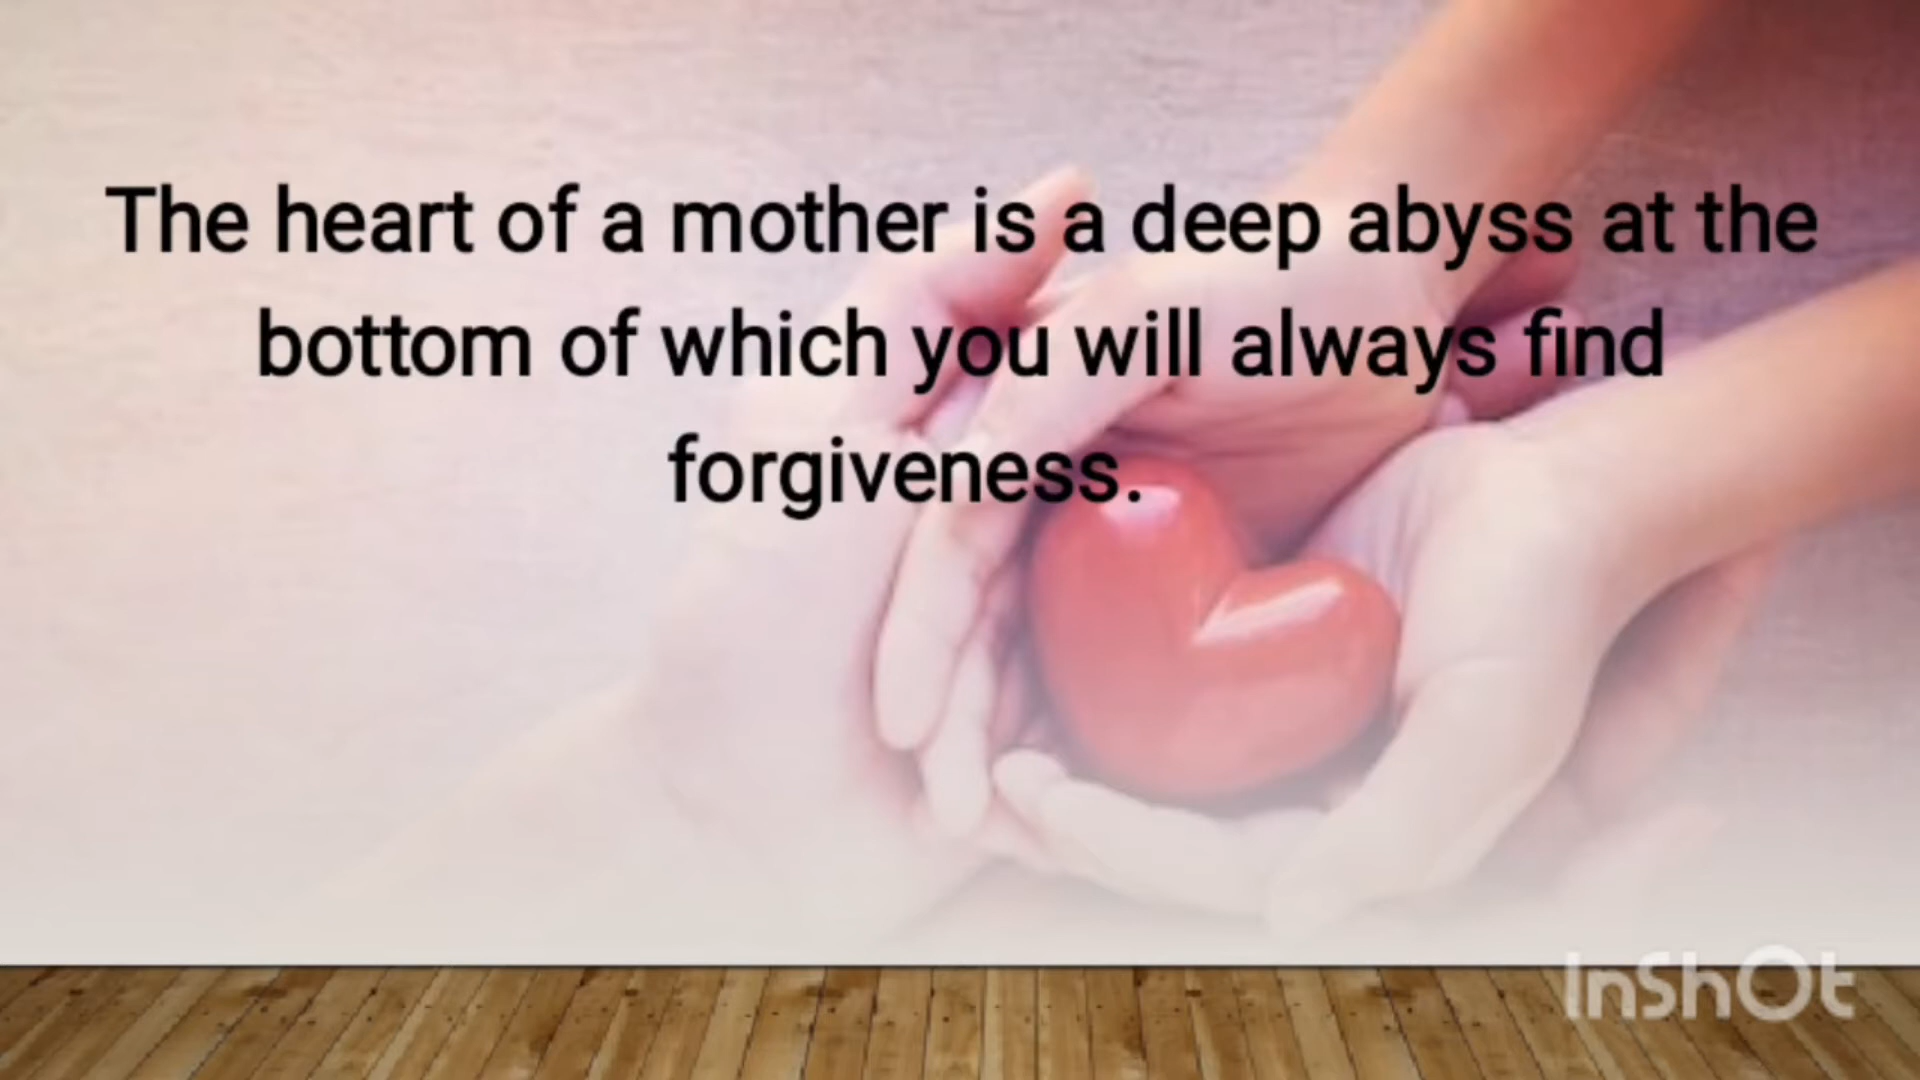 The heart of a mother is a deep abyss at the
bottom of which you will always find
forgiveness.
InShOt